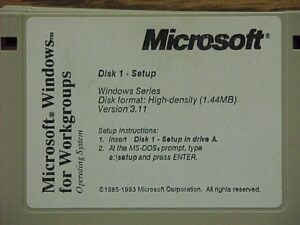 Microsoft®
Microsoft® Windows™
for Workgroups
Operating System
Disk 1 - Setup
Windows Series
Disk format: High-density (1.44MB)
Version 3.11
Setup Instructions:
1. Insert Disk 1 - Setup in drive A.
2. At the MS-DOS® prompt, type
a:\setup and press ENTER.
©1985-1993 Microsoft Corporation. All rights reserved.